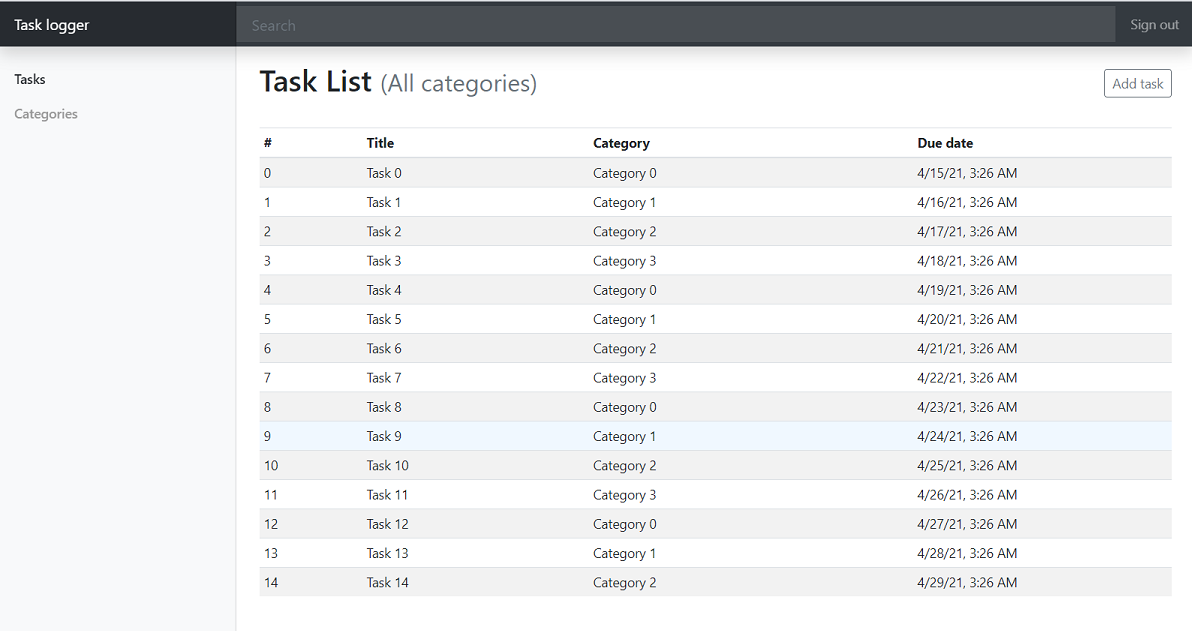 Task logger Search Sign out
Tasks
Categories
Task List (All categories) Add task
# Title Category Due date
0 Task 0 Category 0 4/15/21, 3:26 AM
1 Task 1 Category 1 4/16/21, 3:26 AM
2 Task 2 Category 2 4/17/21, 3:26 AM
3 Task 3 Category 3 4/18/21, 3:26 AM
4 Task 4 Category 0 4/19/21, 3:26 AM
5 Task 5 Category 1 4/20/21, 3:26 AM
6 Task 6 Category 2 4/21/21, 3:26 AM
7 Task 7 Category 3 4/22/21, 3:26 AM
8 Task 8 Category 0 4/23/21, 3:26 AM
9 Task 9 Category 1 4/24/21, 3:26 AM
10 Task 10 Category 2 4/25/21, 3:26 AM
11 Task 11 Category 3 4/26/21, 3:26 AM
12 Task 12 Category 0 4/27/21, 3:26 AM
13 Task 13 Category 1 4/28/21, 3:26 AM
14 Task 14 Category 2 4/29/21, 3:26 AM